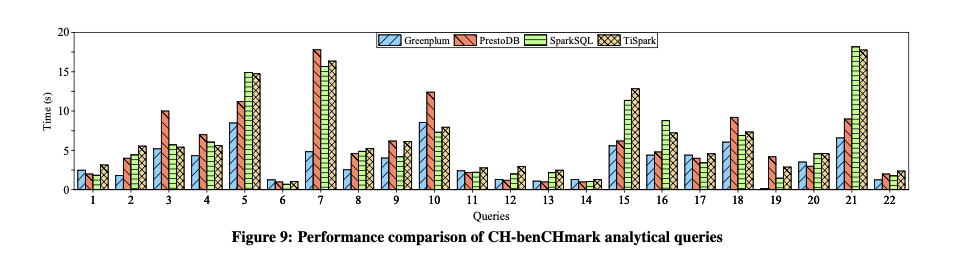 20
15
10
5
0
Time (s)
Greenplum PrestoDB SparkSQL TiSpark
1 2 3 4 5 6 7 8 9 10 11 12 13 14 15 16 17 18 19 20 21 22
Queries
Figure 9: Performance comparison of CH-benCHmark analytical queries